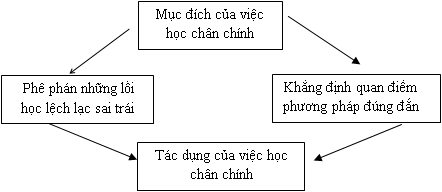 Mục đích của việc
học chân chính
Phê phán những lối
học lệch lạc sai trái
Khẳng định quan điểm
phương pháp đúng đắn
Tác dụng của việc học
chân chính